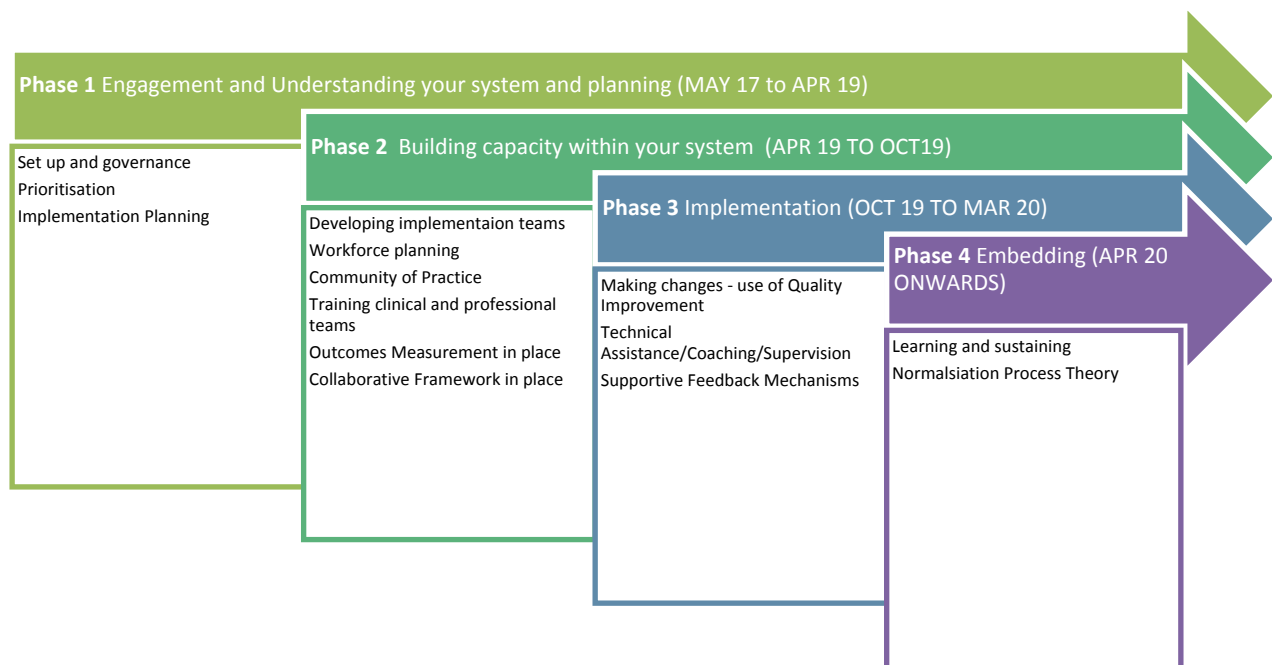 Phase 1 Engagement and Understanding your system and planning (MAY 17 to APR 19)
Set up and governance
Prioritisation
Implementation Planning
Phase 2 Building capacity within your system (APR 19 TO OCT19)
Developing implementaion teams
Workforce planning
Community of Practice
Training clinical and professional
teams
Outcomes Measurement in place
Collaborative Framework in place
Phase 3 Implementation (OCT 19 TO MAR 20)
Making changes - use of Quality
Improvement
Technical
Assistance/Coaching/Supervision
Supportive Feedback Mechanisms
Phase 4 Embedding (APR 20
ONWARDS)
Learning and sustaining
Normalsiation Process Theory